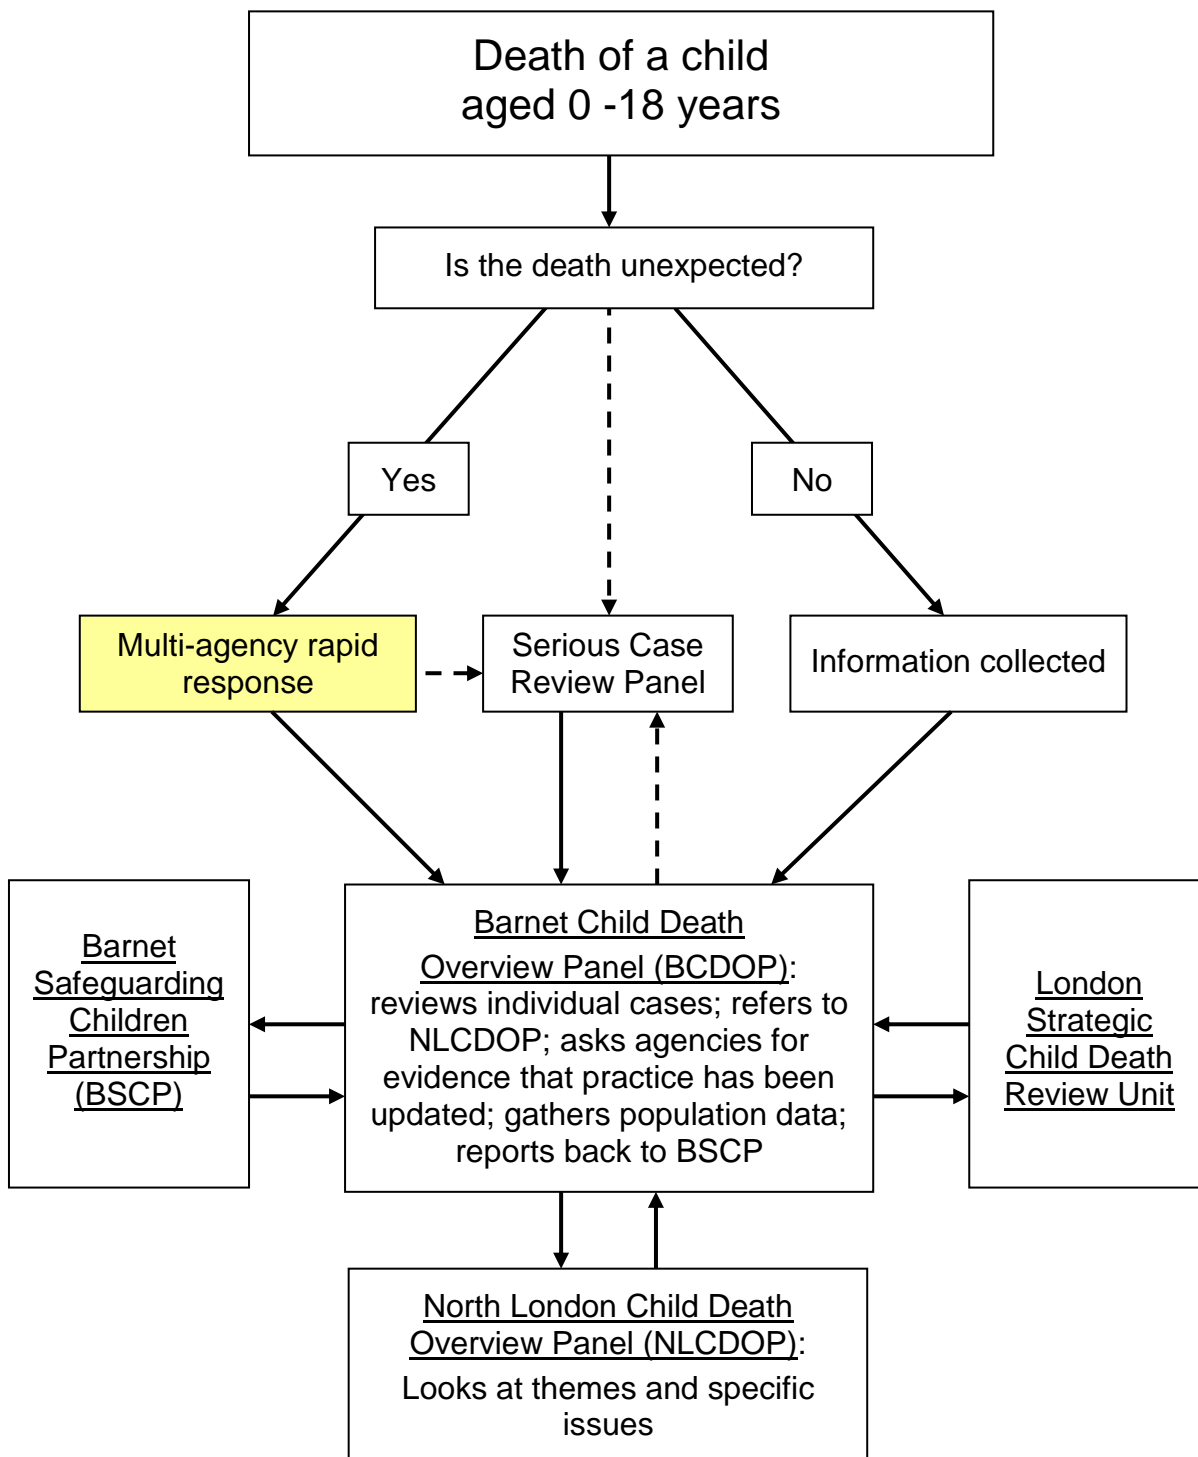 Death of a child
aged 0 -18 years
Is the death unexpected?
Yes
No
Multi-agency rapid
response
Serious Case
Review Panel
Information collected
Barnet
Safeguarding
Children
Partnership
(BSCP)
Barnet Child Death
Overview Panel (BCDOP):
reviews individual cases; refers to
NLCDOP; asks agencies for
evidence that practice has been
updated; gathers population data;
reports back to BSCP
London
Strategic
Child Death
Review Unit
North London Child Death
Overview Panel (NLCDOP):
Looks at themes and specific
issues